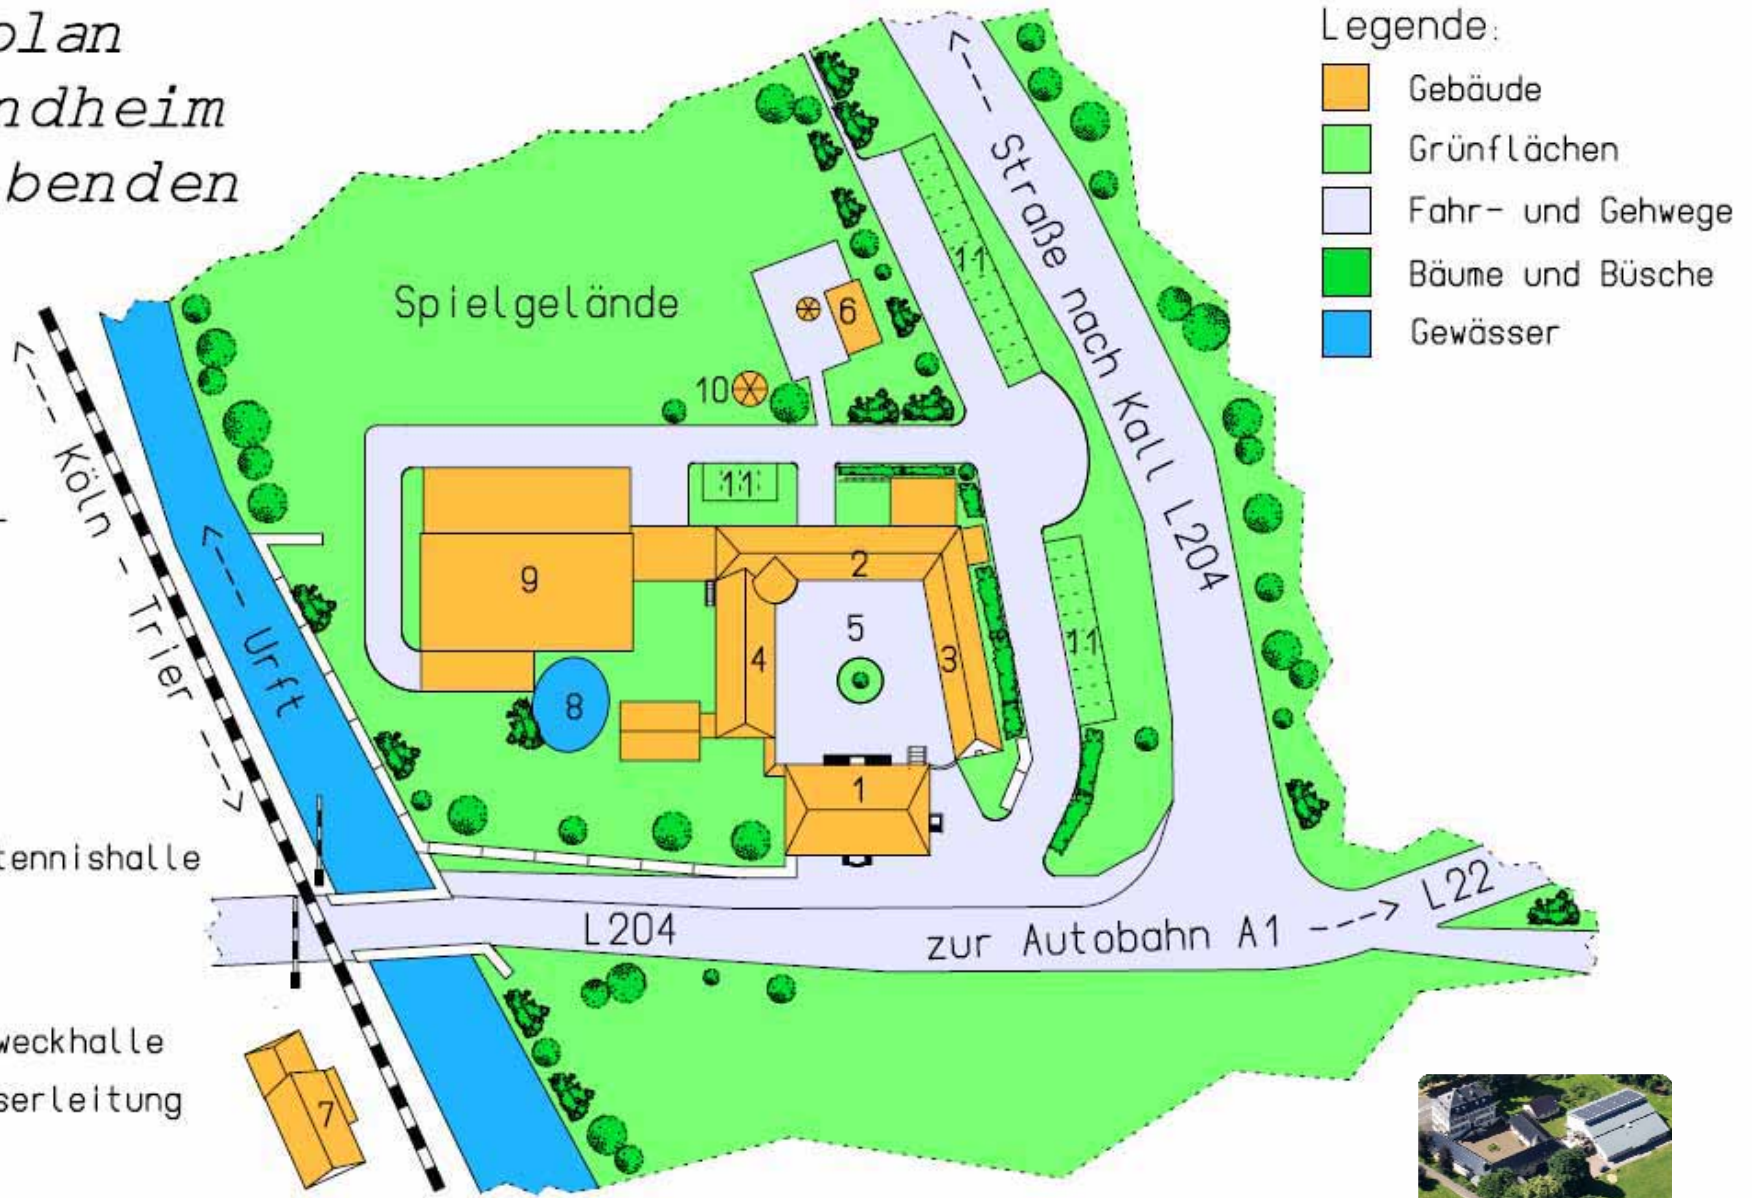 plan
ndheim
benden
Legende:
Gebäude
Grünflächen
Fahr- und Gehwege
Bäume und Büsche
Gewässer
Spielgelände
Straße nach Kall L204
11
6
10
11
Köln - Trier
Urft
9
2
5
4
3
11
8
1
tennishalle
L204
zur Autobahn A1
L22
weckhalle
serleitung
7